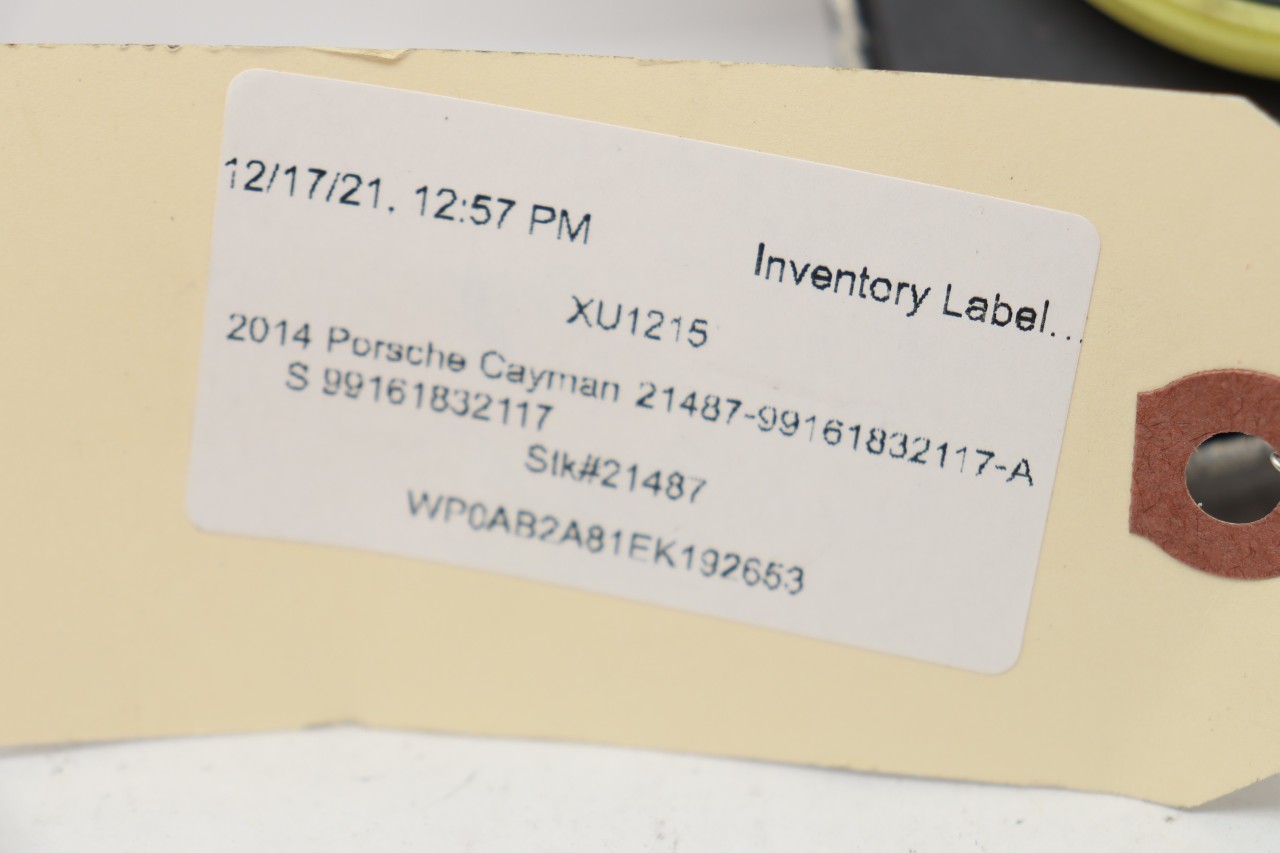 12/17/21, 12:57 PM
Inventory Label...
XU1215
2014 Porsche Cayman 21487-99161832117-A
S 99161832117
Stk#21487
WP0AB2A81EK192653